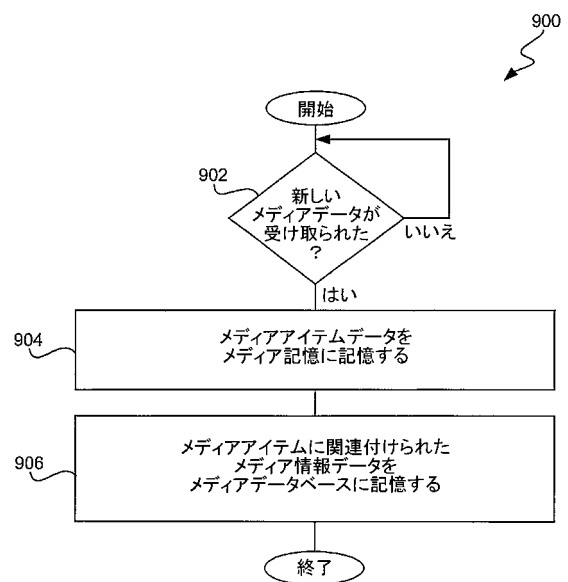 900
開始
902
新しい
メディアデータが
受け取られた
？
いいえ
はい
904
メディアアイテムデータを
メディア記憶に記憶する
906
メディアアイテムに関連付けられた
メディア情報データを
メディアデータベースに記憶する
終了